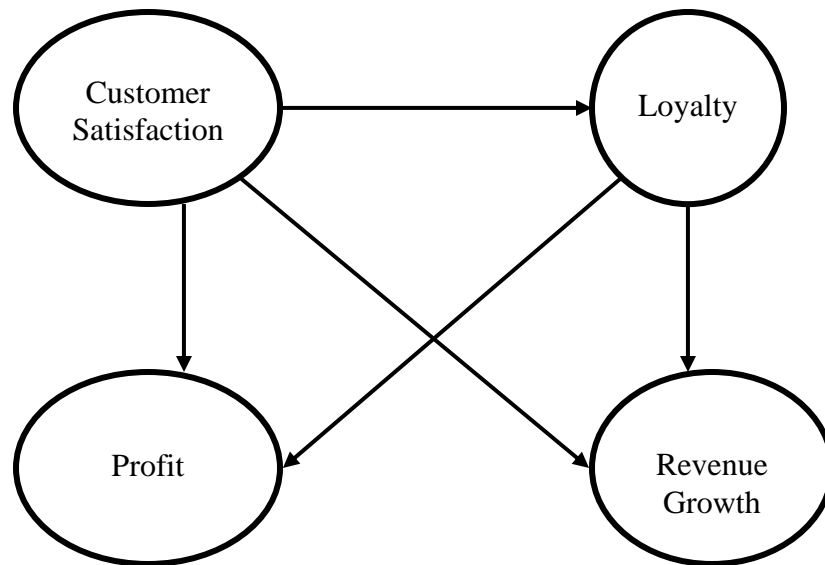 Customer
Satisfaction
Loyalty
Profit
Revenue
Growth